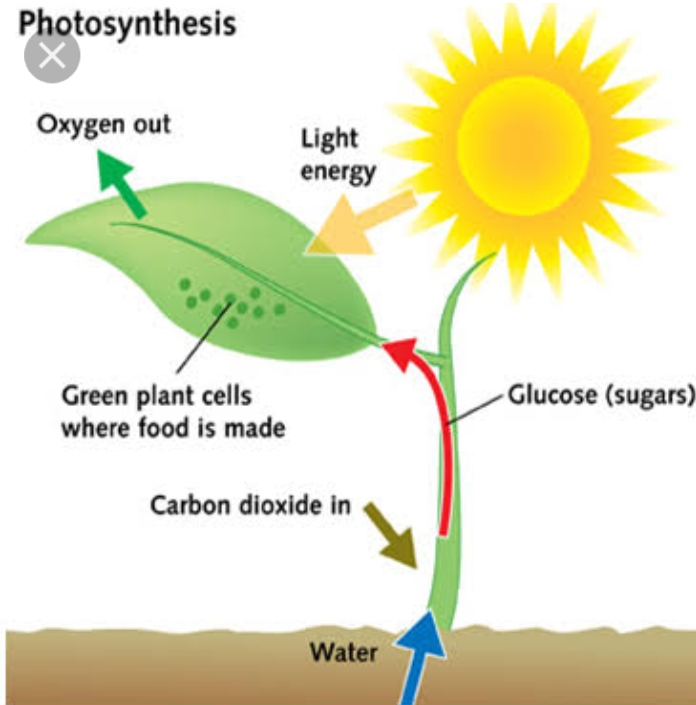 Photosynthesis
Oxygen out
Light
energy
Green plant cells
where food is made
Glucose (sugars)
Carbon dioxide in
Water